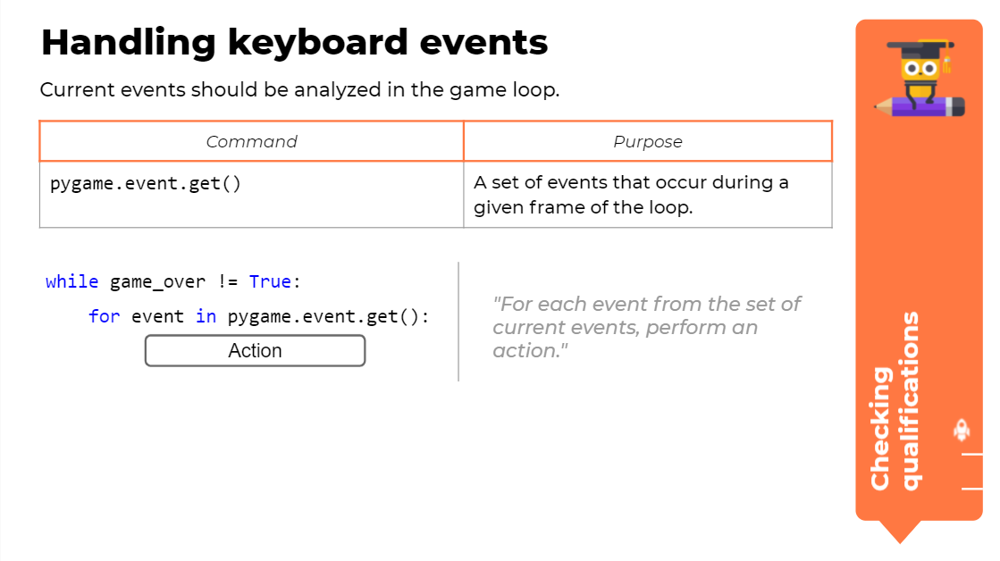 Handling keyboard events
Current events should be analyzed in the game loop.
Command
Purpose
pygame.event.get()
A set of events that occur during a
given frame of the loop.
while game_over != True:
for event in pygame.event.get():
Action
"For each event from the set of
current events, perform an
action."
Checking
qualifications